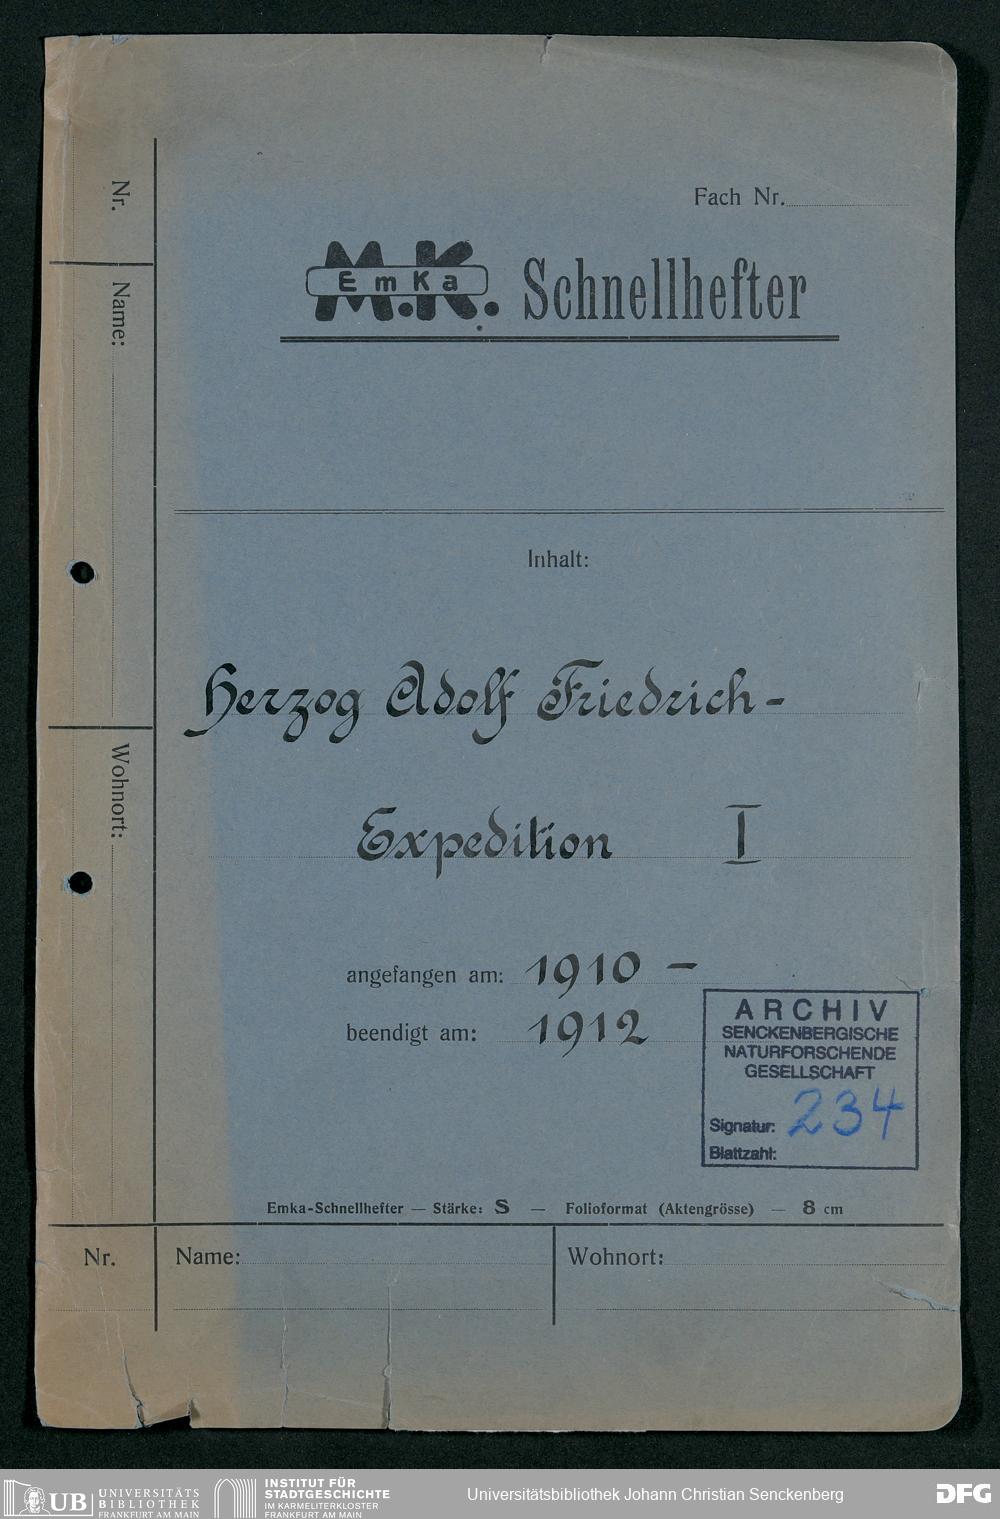 Nr.
Name:
Wohnort:
Fach Nr.
M.K.
EmKa
Schnellhefter
Inhalt:
Herzog Adolf Friedrich-
Expedition I
angefangen am: 1910 –
beendigt am: 1912
ARCHIV
SENCKENBERGISCHE
NATURFORSCHENDE
GESELLSCHAFT
Signatur: 234
Blattzahl:
Emka-Schnellhefter — Stärke: S — Folioformat (Aktengrösse) — 8 cm
Nr. Name: Wohnort:
UB
UNIVERSITÄTS
BIBLIOTHEK
FRANKFURT AM MAIN
INSTITUT FÜR
STADTGESCHICHTE
IM KARMELITERKLOSTER
FRANKFURT AM MAIN
Universitätsbibliothek Johann Christian Senckenberg
DFG